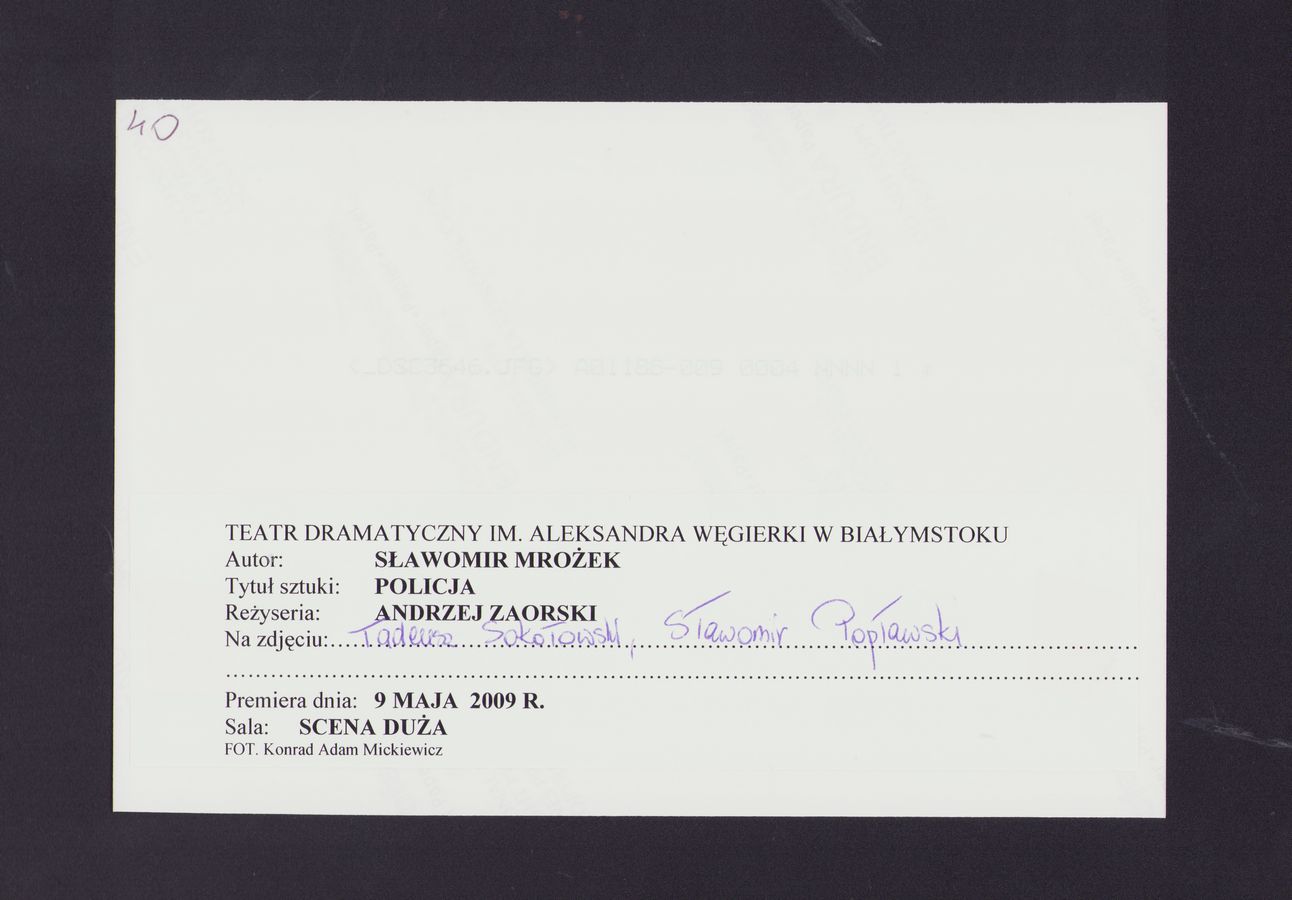 40
(_DSC3646.JPG) A01186-009 0004 NNNN 1
TEATR DRAMATYCZNY IM. ALEKSANDRA WĘGIERKI W BIAŁYMSTOKU
Autor: SŁAWOMIR MROŻEK
Tytuł sztuki: POLICJA
Reżyseria: ANDRZEJ ZAORSKI
Na zdjęciu: Tadeusz Sokołowski, Sławomir Popławski
Premiera dnia: 9 MAJA 2009 R.
Sala: SCENA DUŻA
FOT. Konrad Adam Mickiewicz